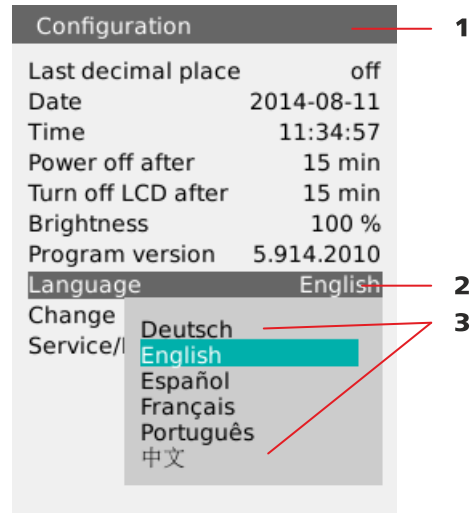 Configuration 1
Last decimal place off
Date 2014-08-11
Time 11:34:57
Power off after 15 min
Turn off LCD after 15 min
Brightness 100 %
Program version 5.914.2010
Language English 2
Change 3
Deutsch
Service/
English
Español
Français
Português
中文